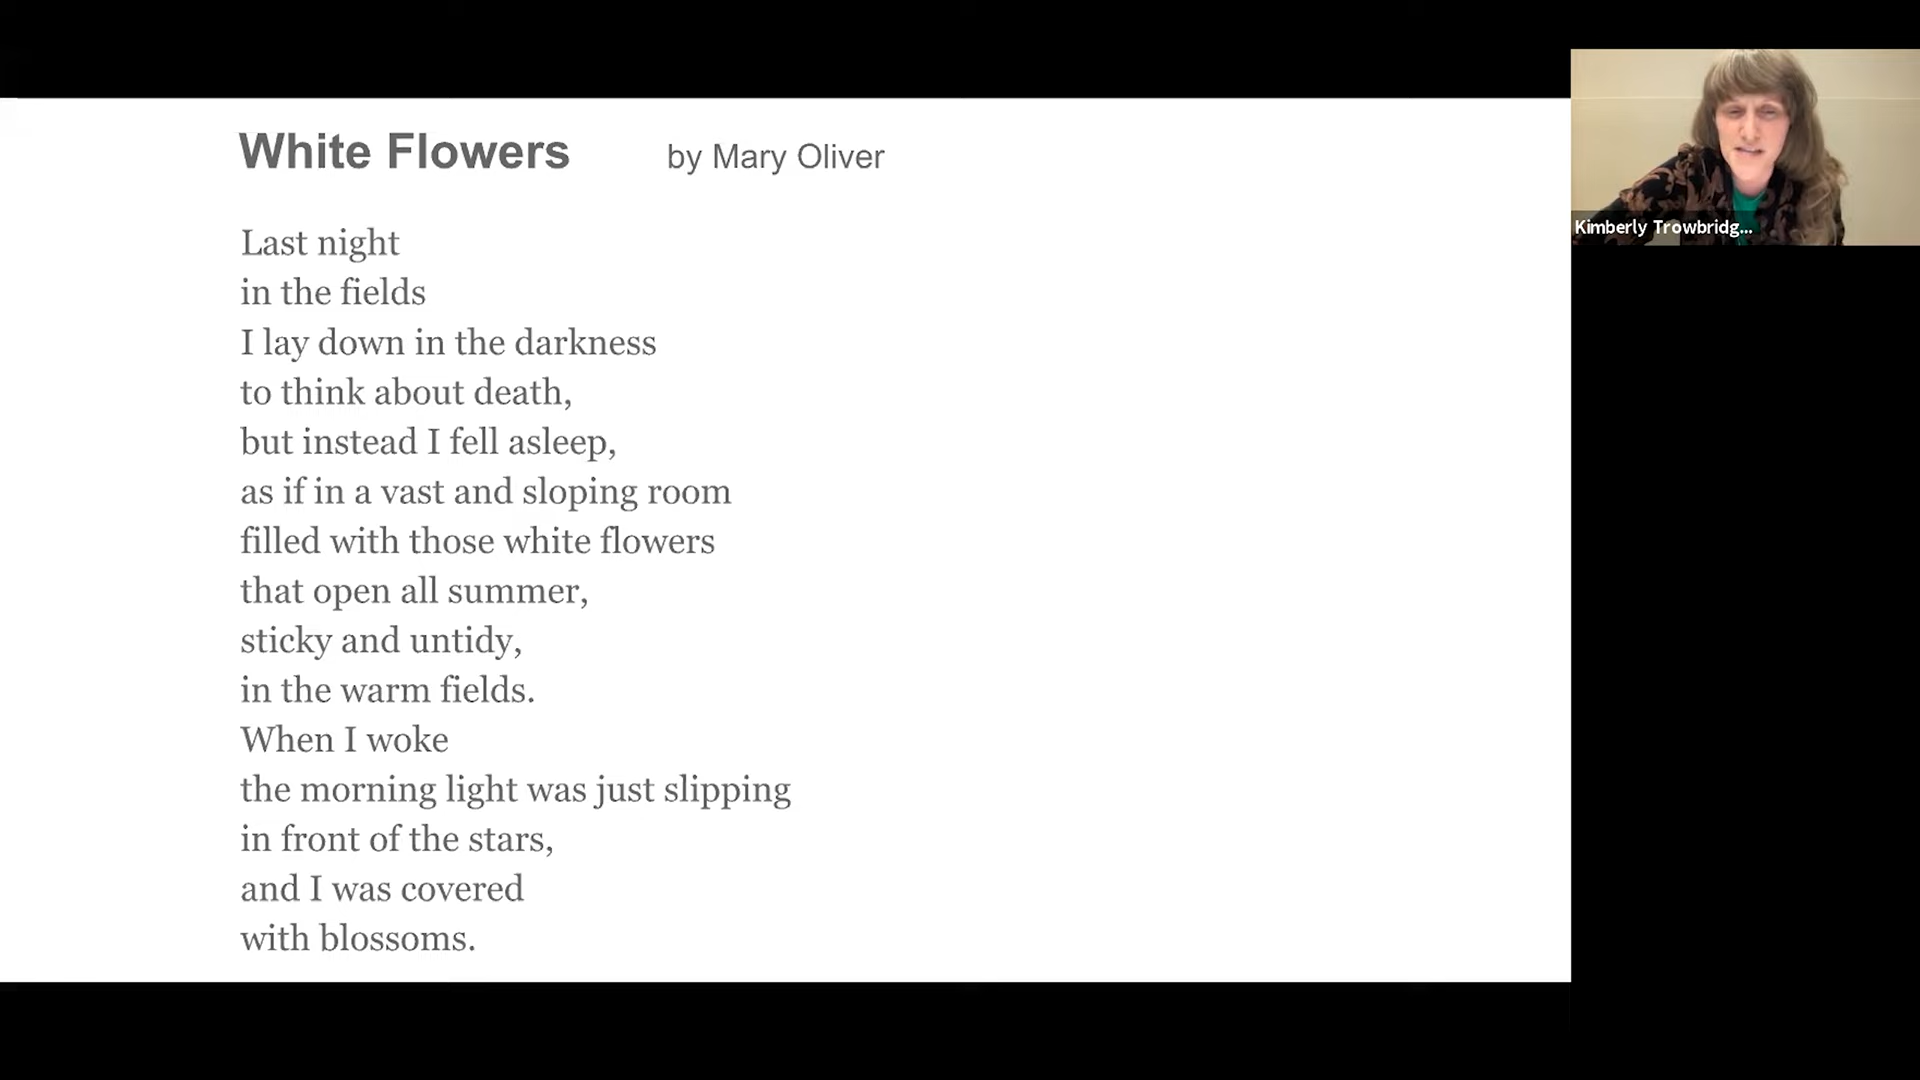 White Flowers by Mary Oliver
Last night
in the fields
I lay down in the darkness
to think about death,
but instead I fell asleep,
as if in a vast and sloping room
filled with those white flowers
that open all summer,
sticky and untidy,
in the warm fields.
When I woke
the morning light was just slipping
in front of the stars,
and I was covered
with blossoms.
Kimberly Trowbridg...